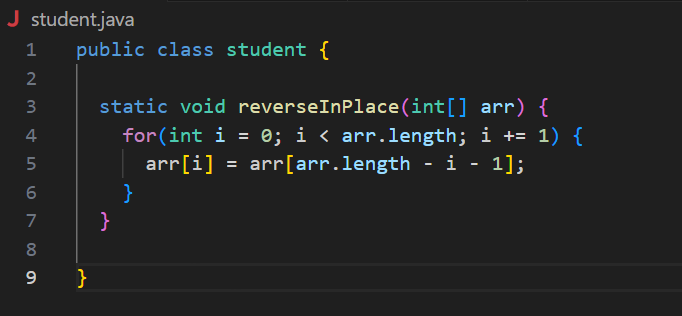 J student.java
1 public class student {
2
3 static void reverseInPlace(int[] arr) {
4 for(int i = 0; i < arr.length; i += 1) {
5 arr[i] = arr[arr.length - i - 1];
6 }
7 }
8
9 }